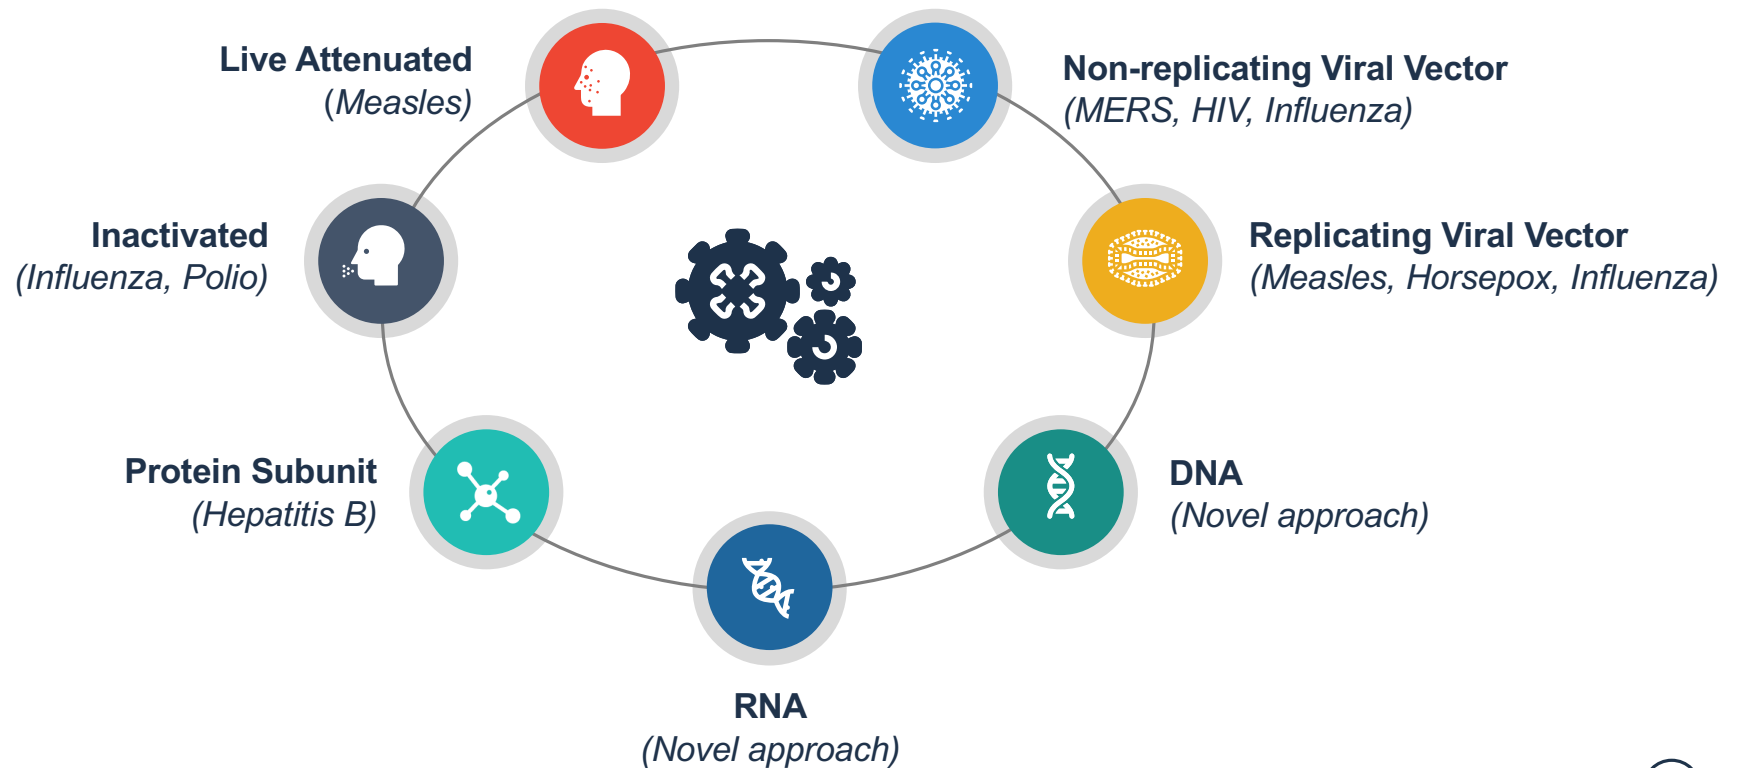 Live Attenuated
(Measles)
Non-replicating Viral Vector
(MERS, HIV, Influenza)
Inactivated
(Influenza, Polio)
Replicating Viral Vector
(Measles, Horsepox, Influenza)
Protein Subunit
(Hepatitis B)
DNA
(Novel approach)
RNA
(Novel approach)